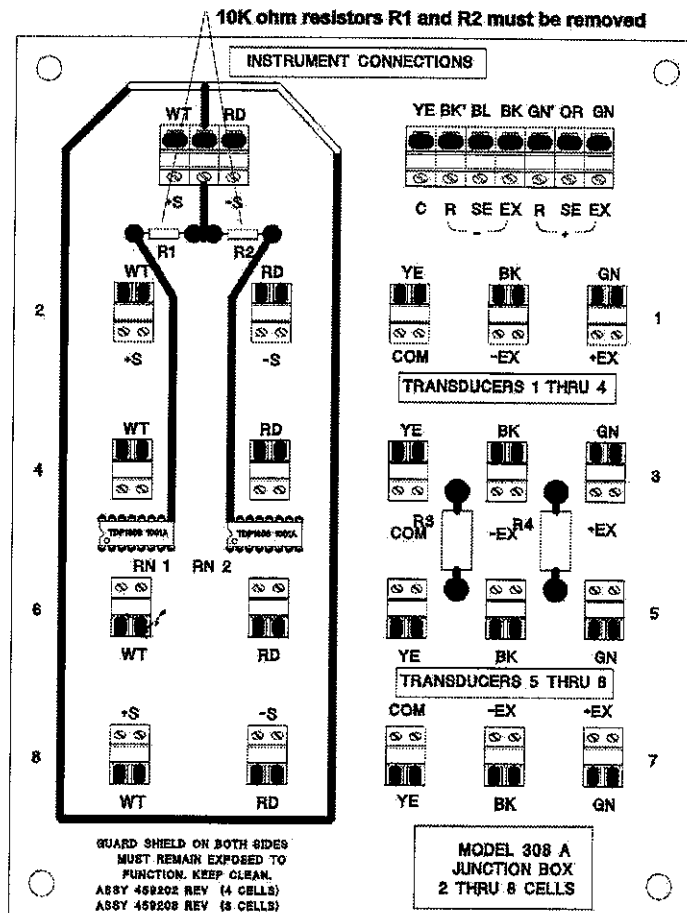 10K ohm resistors R1 and R2 must be removed
INSTRUMENT CONNECTIONS
WT RD
YE BK' BL BK GN' OR GN
+S -S
C R SE EX R SE EX
- +
R1 R2
WT RD YE BK GN
2 1
+S -S COM -EX +EX
TRANSDUCERS 1 THRU 4
WT RD YE BK GN
4 3
COM R3 -EX R4 +EX
RN 1 RN 2
6 5
WT RD YE BK GN
TRANSDUCERS 5 THRU 8
+S -S COM -EX +EX
8 7
WT RD YE BK GN
GUARD SHIELD ON BOTH SIDES
MUST REMAIN EXPOSED TO
FUNCTION. KEEP CLEAN.
ASSY 459202 REV (4 CELLS)
ASSY 459203 REV (8 CELLS)
MODEL 308 A
JUNCTION BOX
2 THRU 8 CELLS